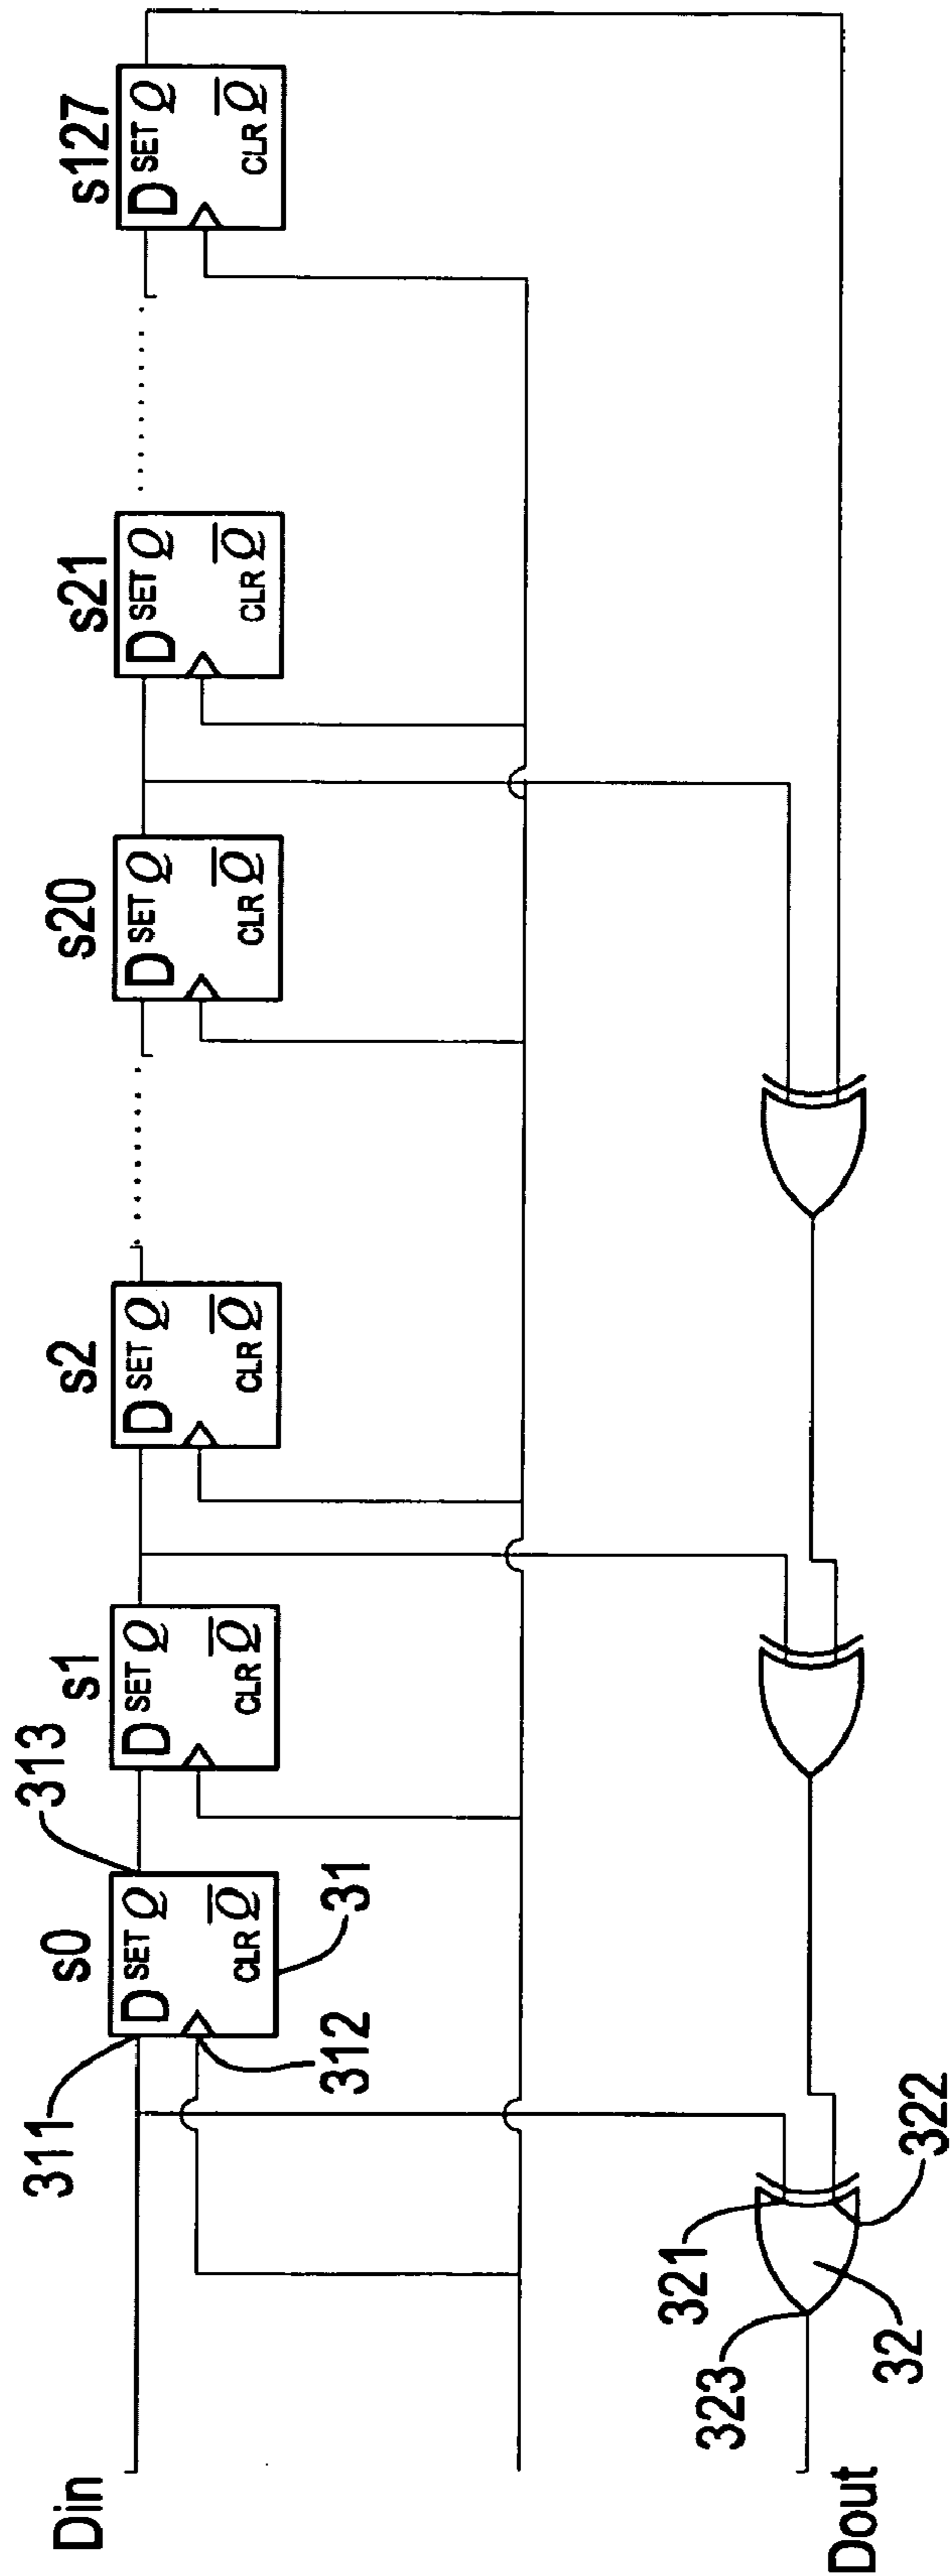 s0
s1
s2
s20
s21
s127
D SET Q
CLR Q̅
D SET Q
CLR Q̅
D SET Q
CLR Q̅
D SET Q
CLR Q̅
D SET Q
CLR Q̅
D SET Q
CLR Q̅
311
313
312
31
Din
321
322
323
32
Dout